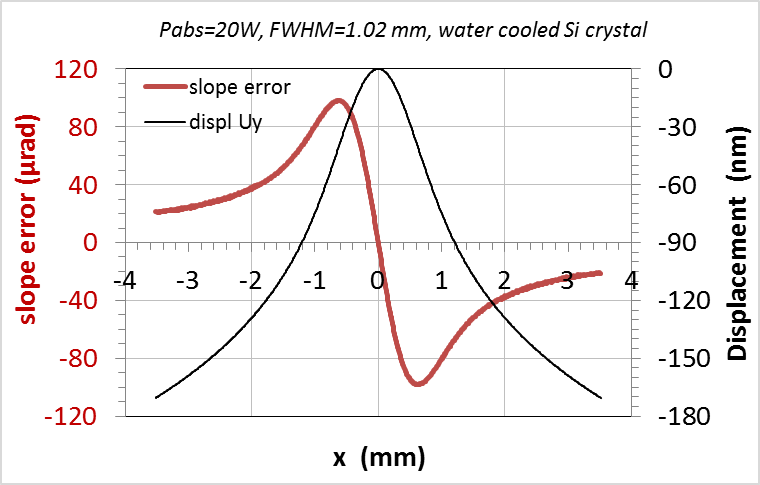 Pabs=20W, FWHM=1.02 mm, water cooled Si crystal
120
80
40
0
-40
-80
-120
slope error (μrad)
slope error
displ Uy
0
-30
-60
-90
-120
-150
-180
Displacement (nm)
-4 -3 -2 -1 0 1 2 3 4
x (mm)